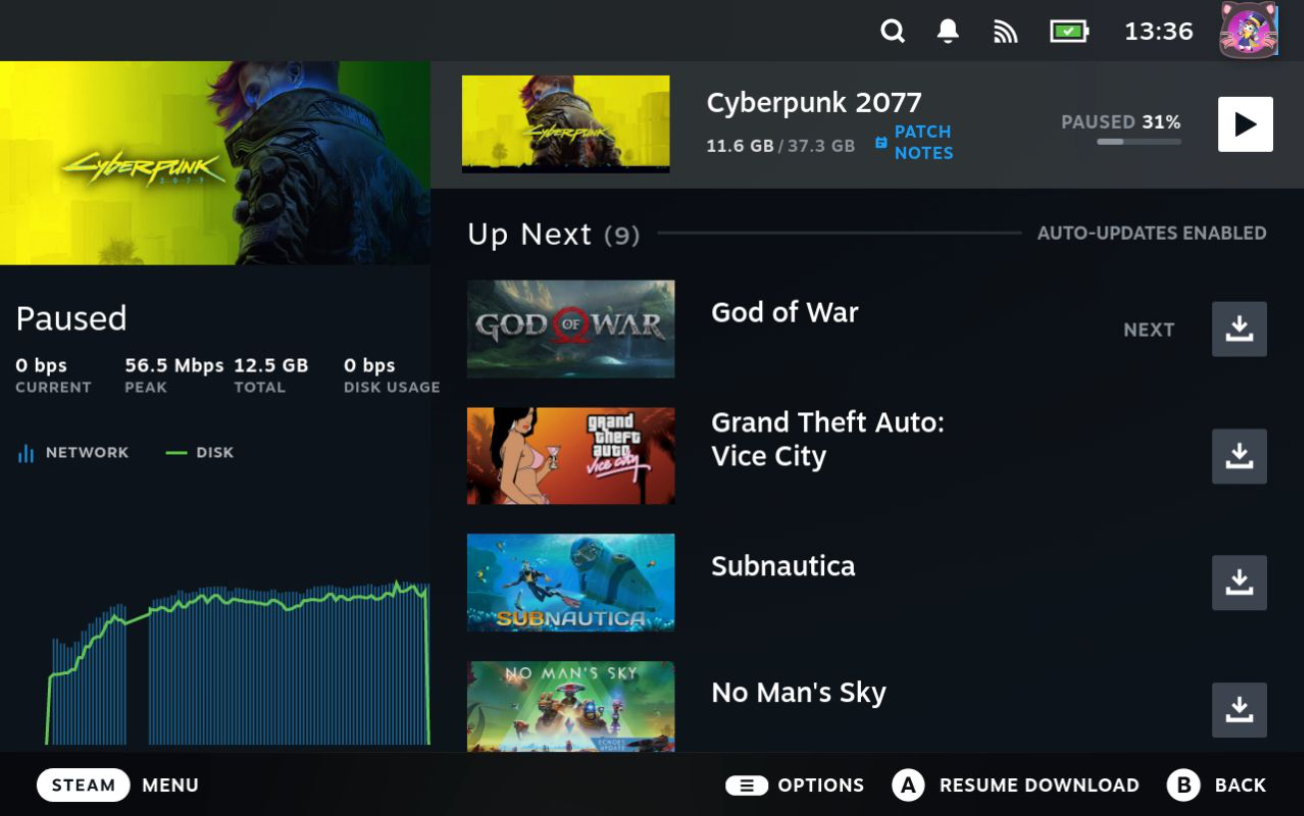 13:36
CYBERPUNK
2077
Paused
0 bps 56.5 Mbps 12.5 GB 0 bps
CURRENT PEAK TOTAL DISK USAGE
NETWORK DISK
CYBERPUNK
Cyberpunk 2077
11.6 GB / 37.3 GB
PATCH
NOTES
PAUSED 31%
Up Next (9)
AUTO-UPDATES ENABLED
GOD OF WAR
God of War
NEXT
grand
theft
auto
vice city
Grand Theft Auto:
Vice City
SUBNAUTICA
Subnautica
NO MAN'S SKY
ECHOES
UPDATE
No Man's Sky
STEAM MENU
OPTIONS A RESUME DOWNLOAD B BACK